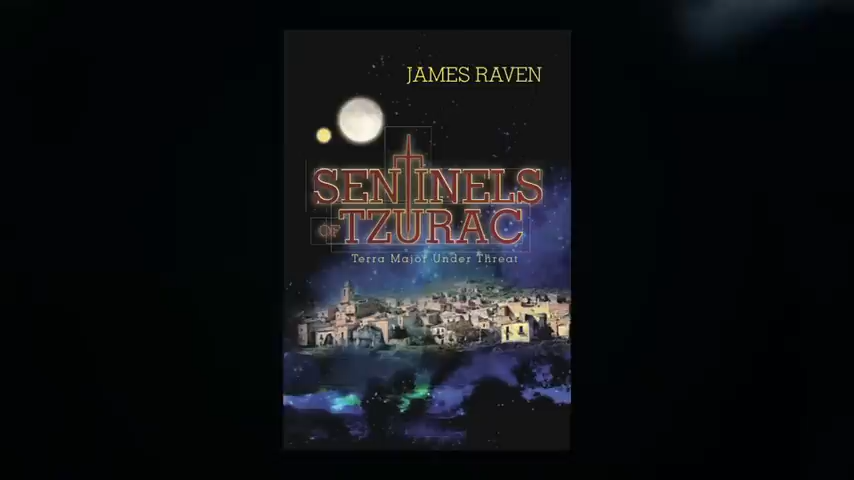 JAMES RAVEN
SENTINELS
OF TZURAC
Terra Major Under Threat